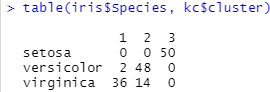 > table(iris$Species, kc$cluster)
1 2 3
setosa 0 0 50
versicolor 2 48 0
virginica 36 14 0